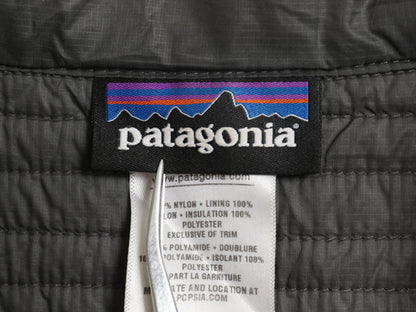 patagonia
www.patagonia.com
% NYLON • LINING 100%
LON • INSULATION 100%
POLYESTER
EXCLUSIVE OF TRIM
% POLYAMIDE • DOUBLURE
POLYAMIDE • ISOLANT 100%
POLYESTER
PART LA GARNITURE
ATE AND LOCATION AT
PCPSIA.COM